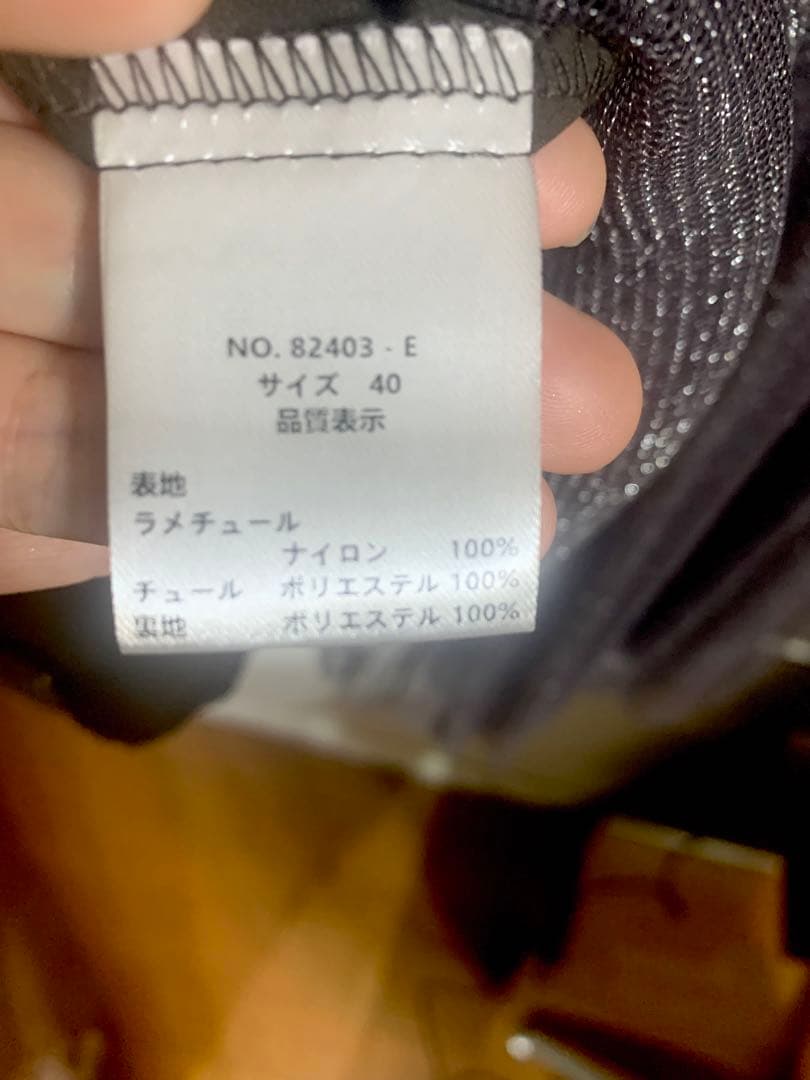 NO. 82403 - E
サイズ 40
品質表示
表地
ラメチュール
ナイロン 100%
チュール ポリエステル 100%
裏地 ポリエステル 100%